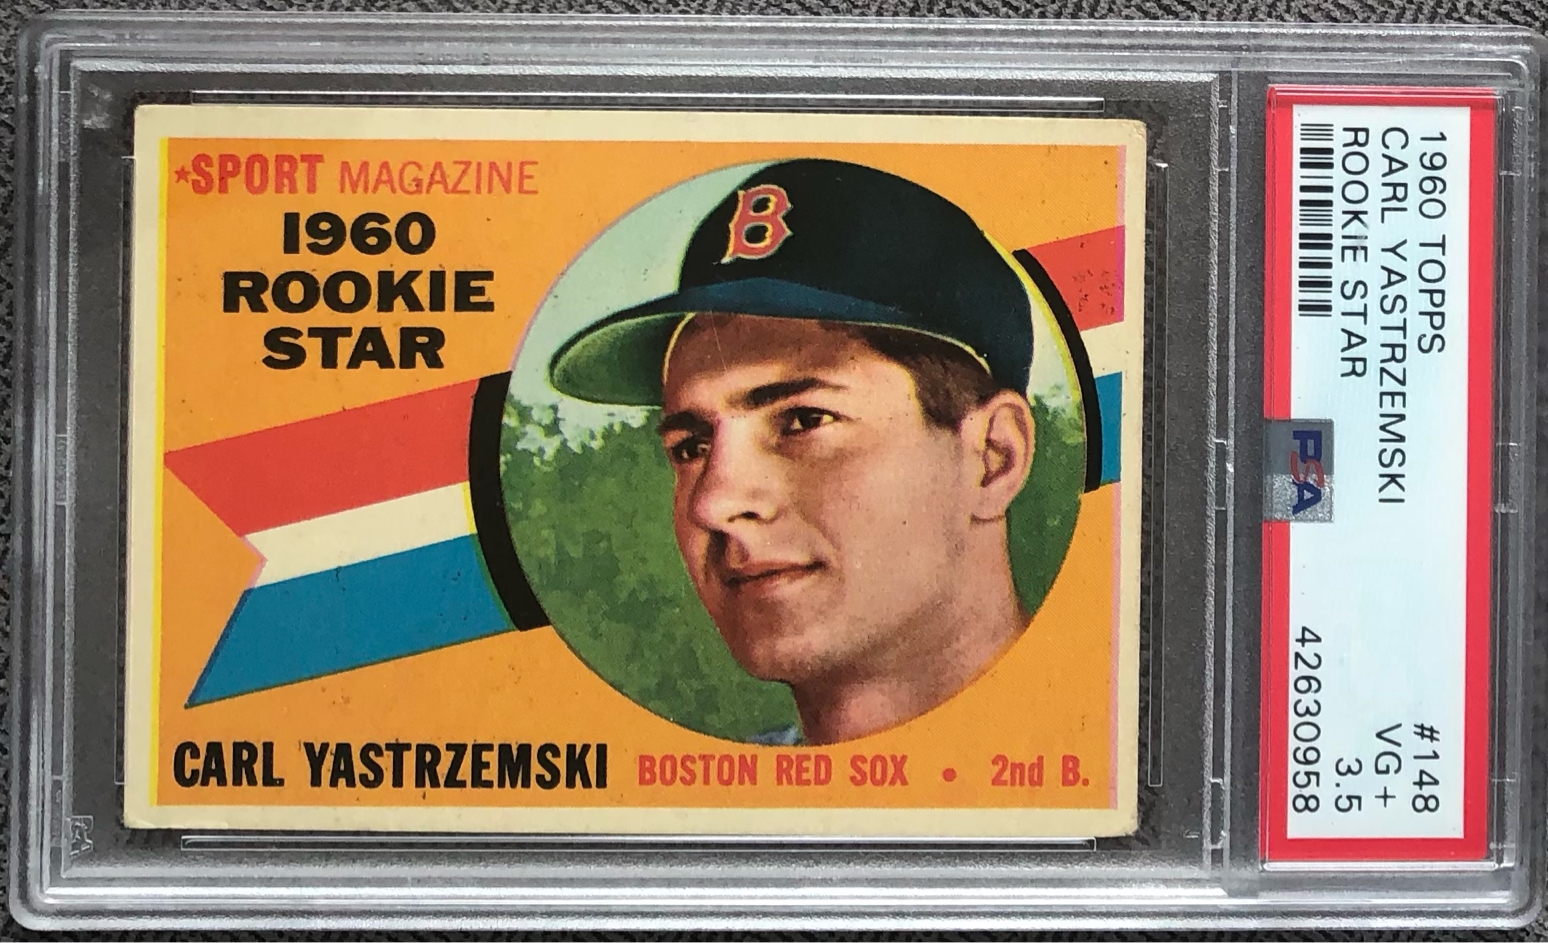 ★SPORT MAGAZINE
1960
ROOKIE
STAR
B
CARL YASTRZEMSKI BOSTON RED SOX • 2nd B.
1960 TOPPS #148
CARL YASTRZEMSKI VG+
ROOKIE STAR 3.5
42630958
PSA